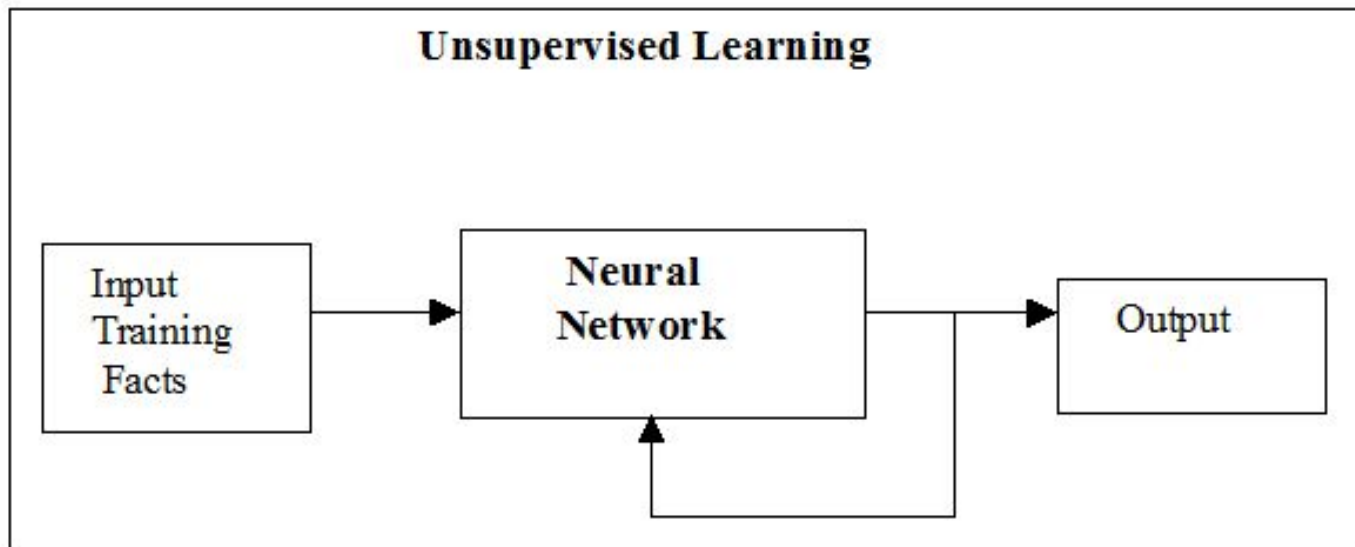 Unsupervised Learning
Input
Training
Facts
Neural
Network
Output